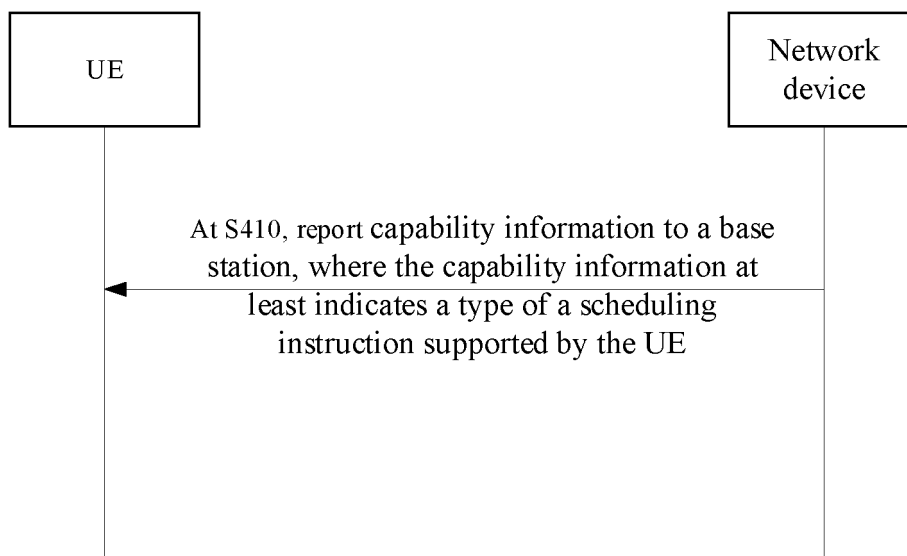 UE
Network
device
At S410, report capability information to a base
station, where the capability information at
least indicates a type of a scheduling
instruction supported by the UE